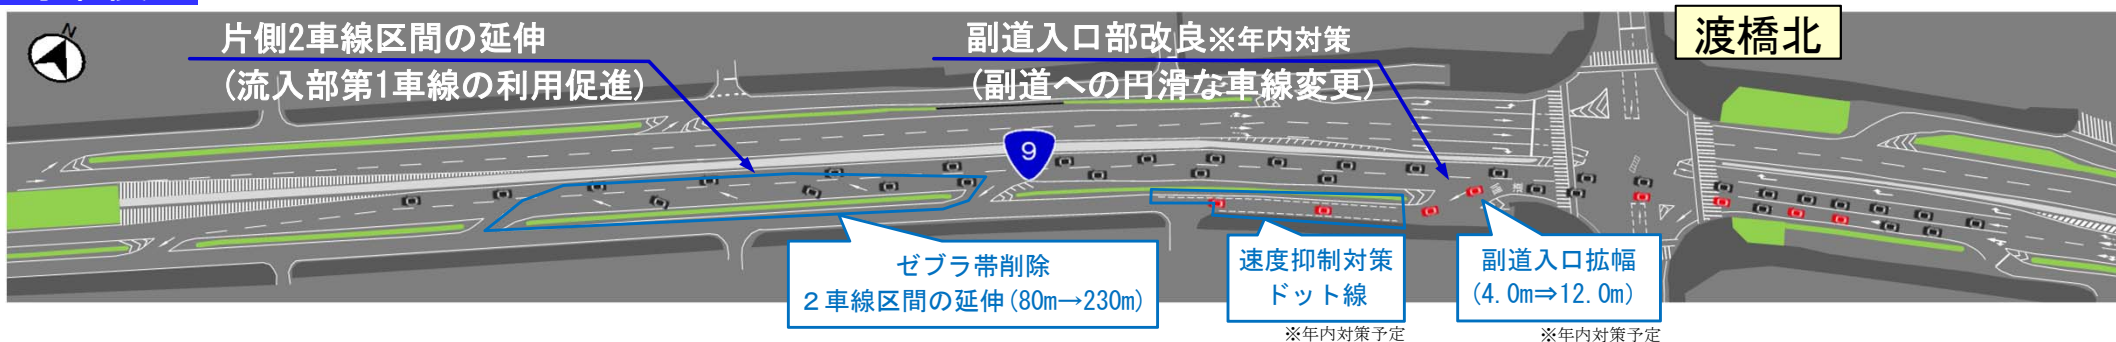 片側2車線区間の延伸
(流入部第1車線の利用促進)
副道入口部改良※年内対策
(副道への円滑な車線変更)
渡橋北
N
9
ゼブラ帯削除
2車線区間の延伸(80m→230m)
速度抑制対策
ドット線
※年内対策予定
副道入口拡幅
(4.0m⇒12.0m)
※年内対策予定